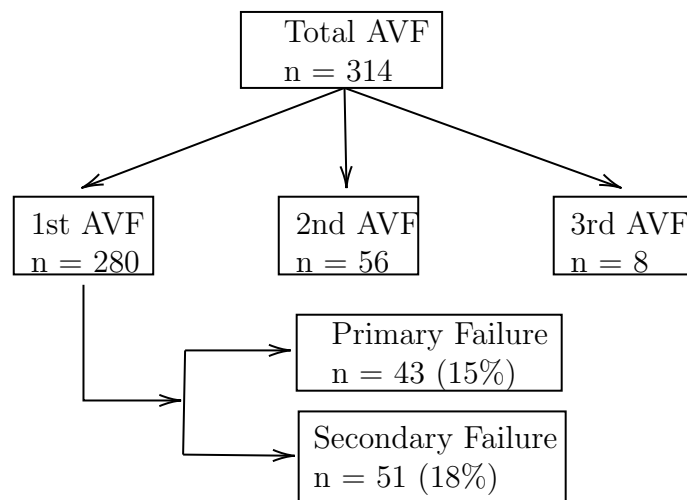 Total AVF
n = 314
1st AVF
n = 280
2nd AVF
n = 56
3rd AVF
n = 8
Primary Failure
n = 43 (15%)
Secondary Failure
n = 51 (18%)